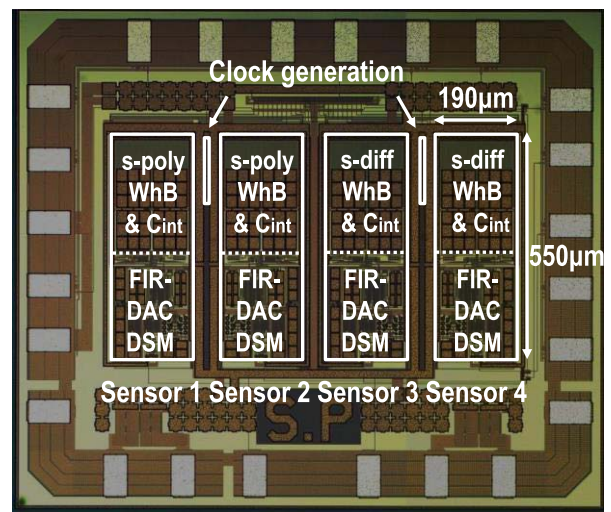 Clock generation
190µm
s-poly
WhB
& Cint
FIR-
DAC
DSM
s-poly
WhB
& Cint
FIR-
DAC
DSM
s-diff
WhB
& Cint
FIR-
DAC
DSM
s-diff
WhB
& Cint
FIR-
DAC
DSM
550µm
Sensor 1 Sensor 2 Sensor 3 Sensor 4
S.P